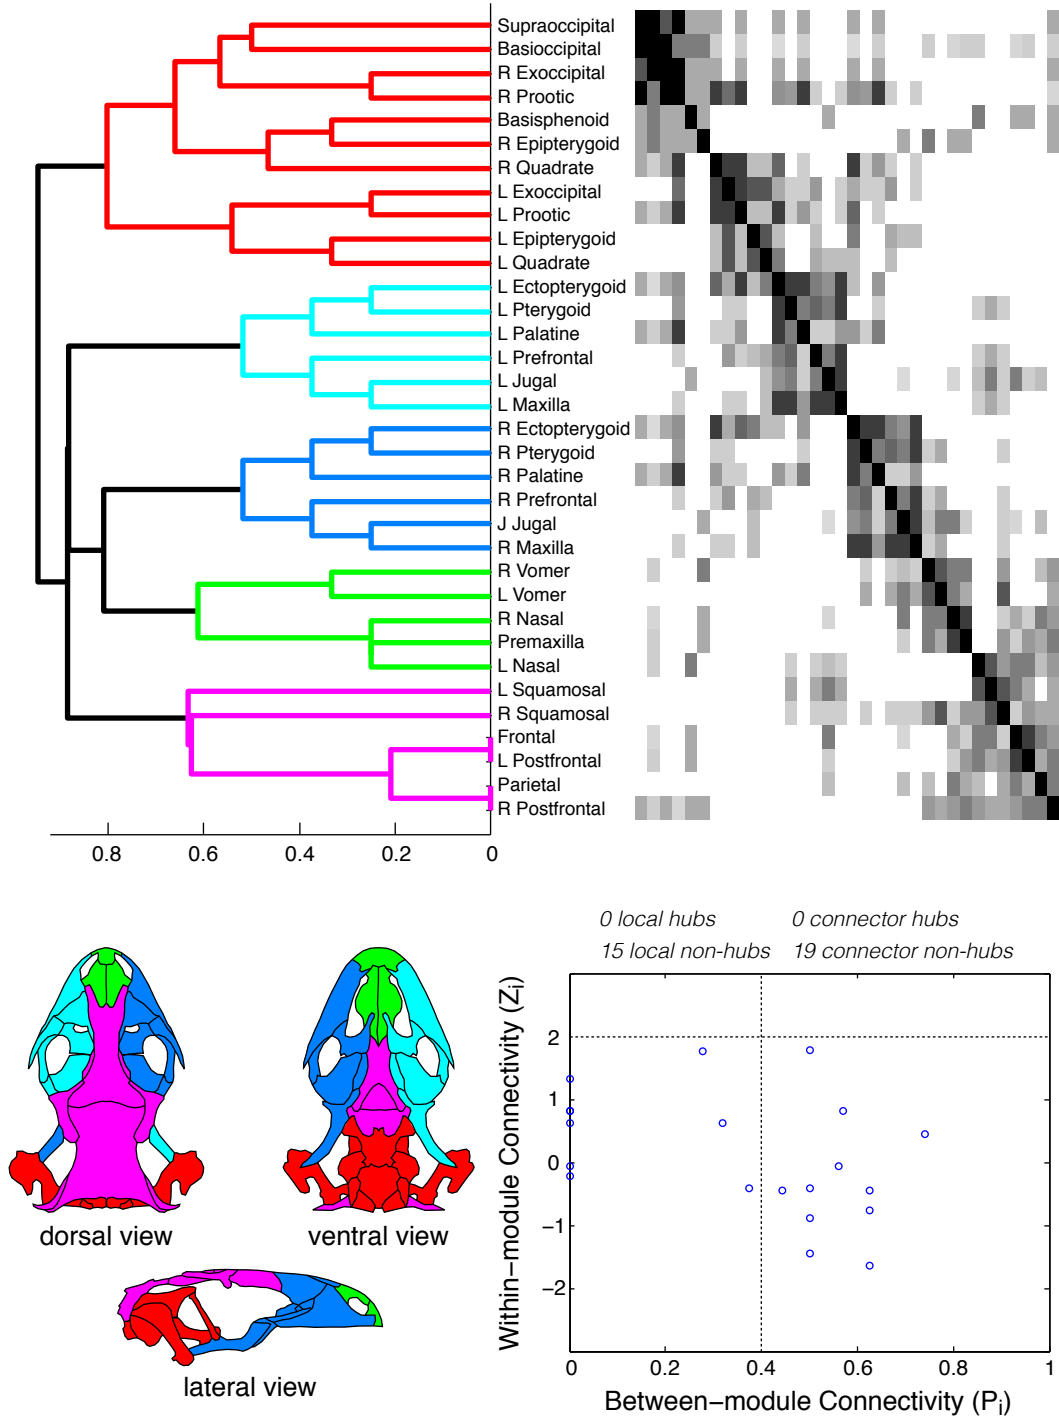 Supraoccipital
Basioccipital
R Exoccipital
R Prootic
Basisphenoid
R Epipterygoid
R Quadrate
L Exoccipital
L Prootic
L Epipterygoid
L Quadrate
L Ectopterygoid
L Pterygoid
L Palatine
L Prefrontal
L Jugal
L Maxilla
R Ectopterygoid
R Pterygoid
R Palatine
R Prefrontal
J Jugal
R Maxilla
R Vomer
L Vomer
R Nasal
Premaxilla
L Nasal
L Squamosal
R Squamosal
Frontal
L Postfrontal
Parietal
R Postfrontal
0.8 0.6 0.4 0.2 0
dorsal view
ventral view
lateral view
0 local hubs 0 connector hubs
15 local non-hubs 19 connector non-hubs
Within-module Connectivity (Zi)
2
1
0
-1
-2
0 0.2 0.4 0.6 0.8 1
Between-module Connectivity (Pi)